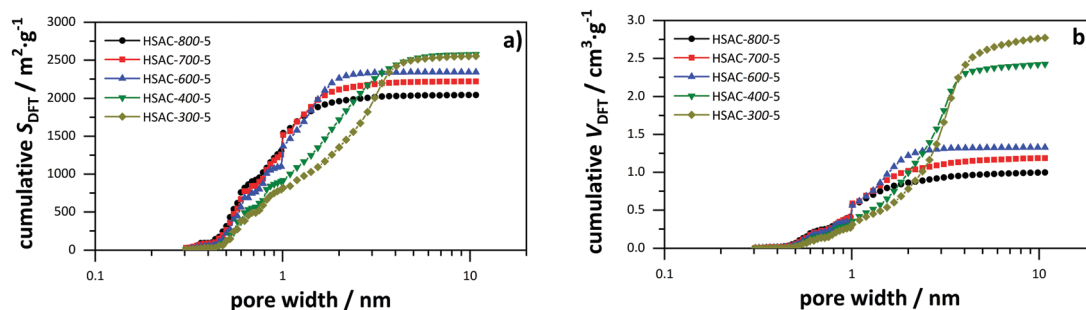 a)
HSAC-800-5
HSAC-700-5
HSAC-600-5
HSAC-400-5
HSAC-300-5
cumulative SDFT / m²·g⁻¹
3000
2500
2000
1500
1000
500
0
0.1
1
10
pore width / nm
b
HSAC-800-5
HSAC-700-5
HSAC-600-5
HSAC-400-5
HSAC-300-5
cumulative VDFT / cm³·g⁻¹
3.0
2.5
2.0
1.5
1.0
0.5
0.0
0.1
1
10
pore width / nm